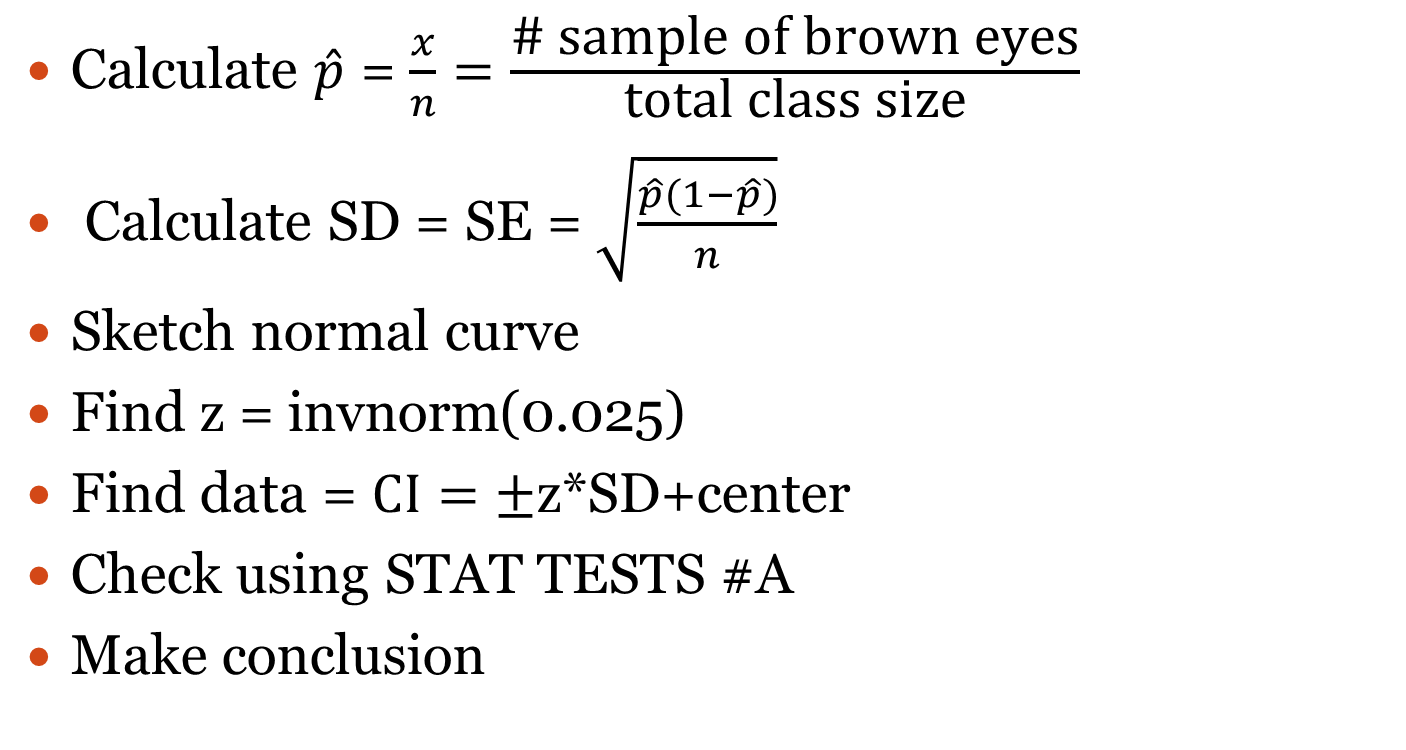 • Calculate p̂ = x/n = # sample of brown eyes / total class size
• Calculate SD = SE = √(p̂(1−p̂)/n)
• Sketch normal curve
• Find z = invnorm(0.025)
• Find data = CI = ±z*SD+center
• Check using STAT TESTS #A
• Make conclusion